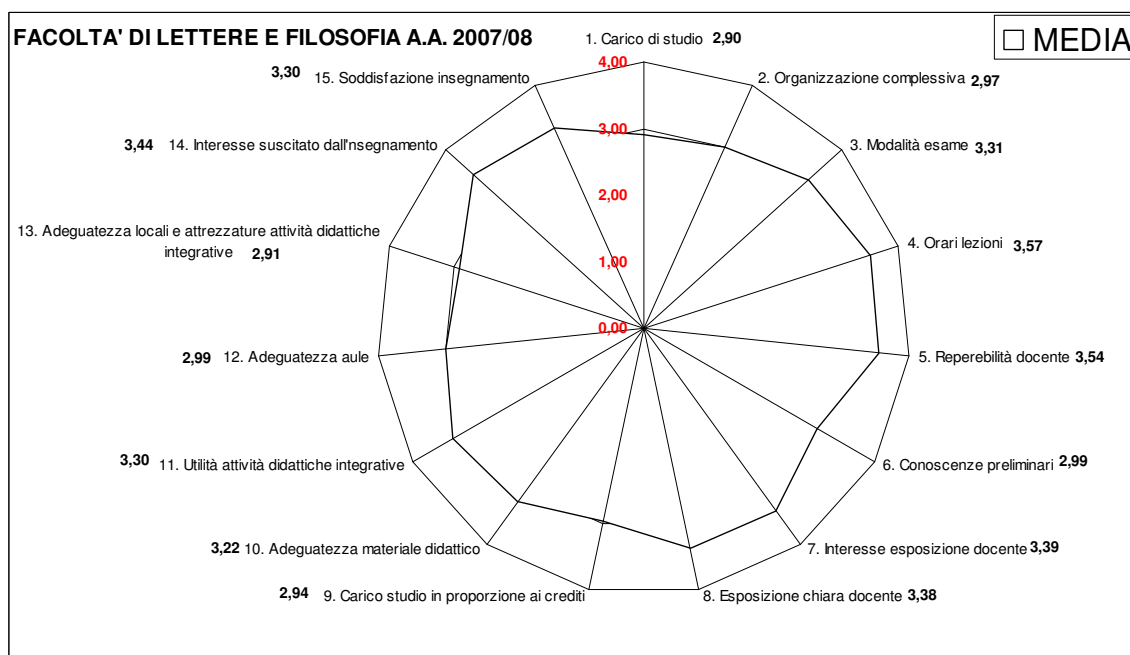 FACOLTA' DI LETTERE E FILOSOFIA A.A. 2007/08
□ MEDIA
1. Carico di studio 2,90
2. Organizzazione complessiva 2,97
3. Modalità esame 3,31
4. Orari lezioni 3,57
5. Reperebilità docente 3,54
6. Conoscenze preliminari 2,99
7. Interesse esposizione docente 3,39
8. Esposizione chiara docente 3,38
2,94 9. Carico studio in proporzione ai crediti
3,22 10. Adeguatezza materiale didattico
3,30 11. Utilità attività didattiche integrative
2,99 12. Adeguatezza aule
13. Adeguatezza locali e attrezzature attività didattiche
integrative 2,91
3,44 14. Interesse suscitato dall'nsegnamento
3,30 15. Soddisfazione insegnamento
4,00
3,00
2,00
1,00
0,00